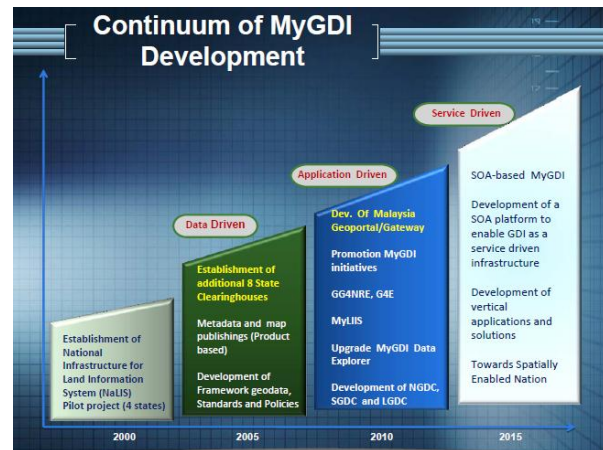 Continuum of MyGDI
Development
Service Driven
Application Driven
Data Driven
Establishment of
National
Infrastructure for
Land Information
System (NaLIS)
Pilot project (4 states)
Establishment of
additional 8 State
Clearinghouses
Metadata and map
publishings (Product
based)
Development of
Framework geodata,
Standards and Policies
Dev. Of Malaysia
Geoportal/Gateway
Promotion MyGDI
initiatives
GG4NRE, G4E
MyLIIS
Upgrade MyGDI Data
Explorer
Development of NGDC,
SGDC and LGDC
SOA-based MyGDI
Development of a
SOA platform to
enable GDI as a
service driven
infrastructure
Development of
vertical
applications and
solutions
Towards Spatially
Enabled Nation
2000
2005
2010
2015